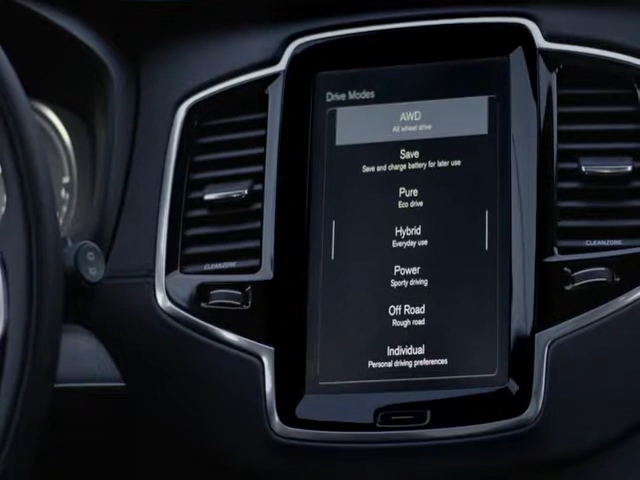 Drive Modes
AWD
All wheel drive
Save
Save and charge battery for later use
Pure
Eco drive
Hybrid
Everyday use
Power
Sporty driving
Off Road
Rough road
Individual
Personal driving preferences
CLEANZONE
CLEANZONE